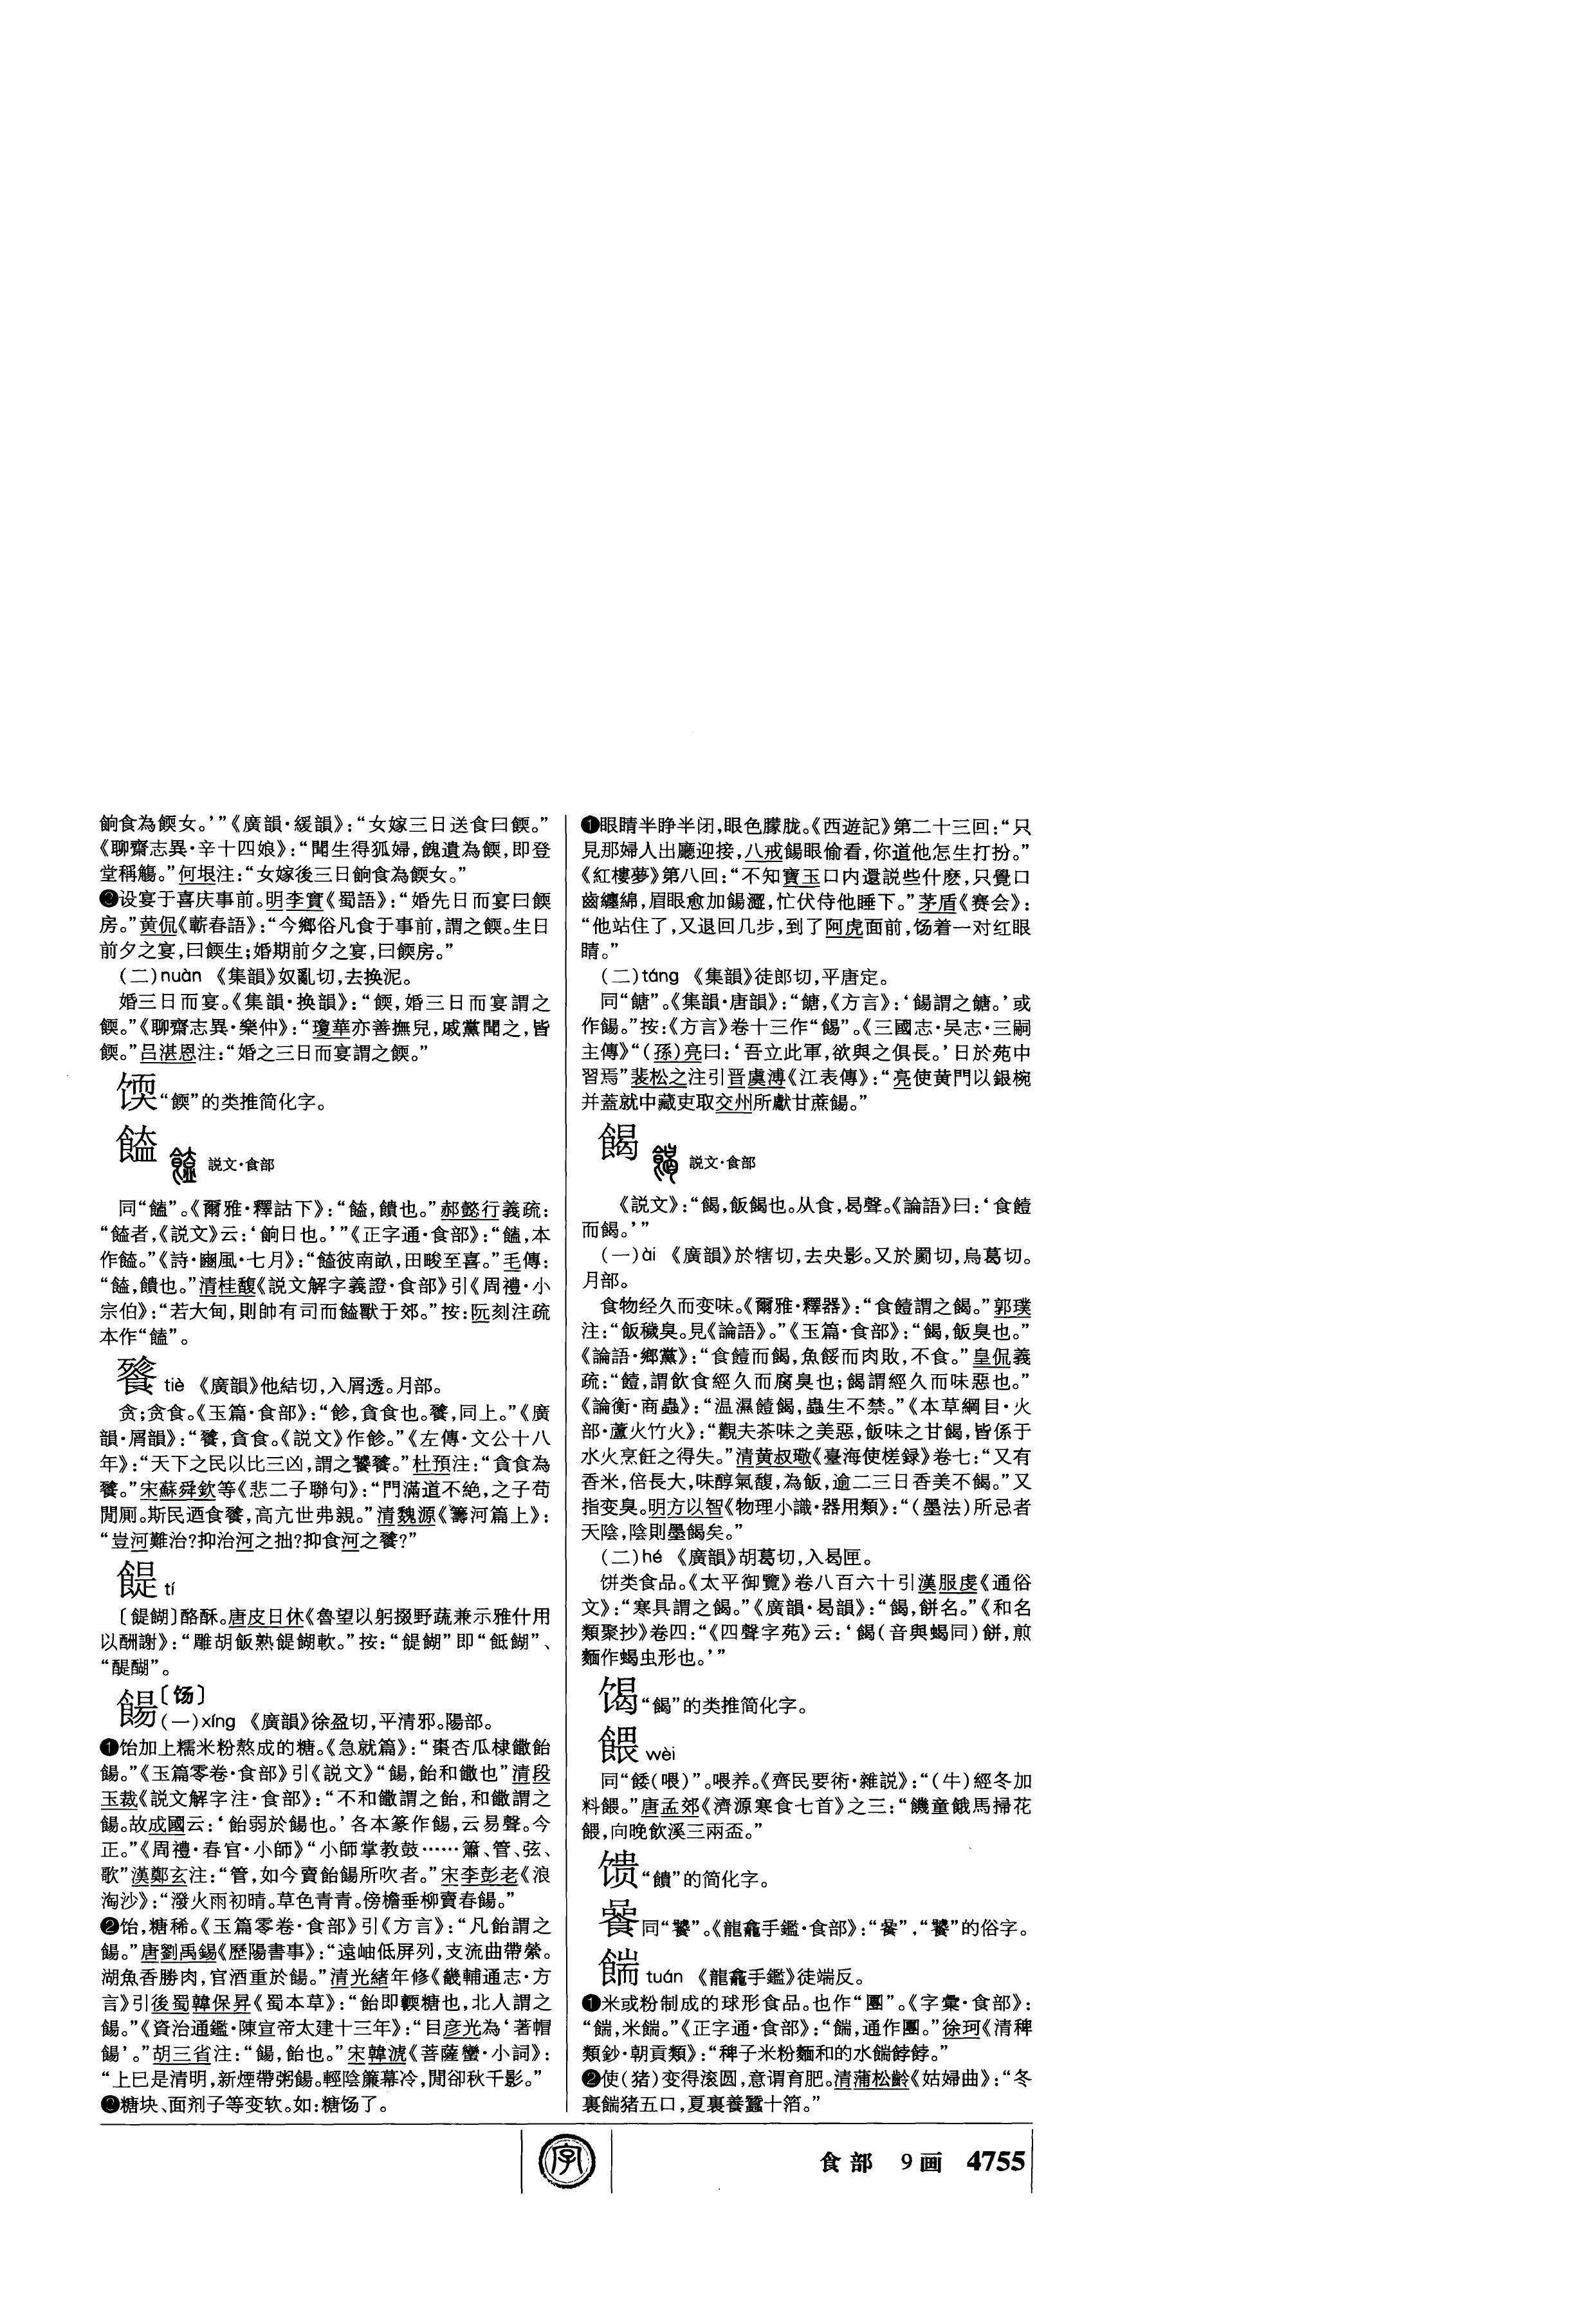 餉食為餪女。’”《廣韻·緩韻》：“女嫁三日送食曰餪。”
《聊齋志異·辛十四娘》：“聞生得狐婦，餽遺為餪，即登
堂稱觴。”何垠注：“女嫁後三日餉食為餪女。”
❷设宴于喜庆事前。明李實《蜀語》：“婚先日而宴曰餪
房。”黄侃《蘄春語》：“今鄉俗凡食于事前，謂之餪。生日
前夕之宴，曰餪生；婚期前夕之宴，曰餪房。”
（二）nuàn 《集韻》奴亂切，去换泥。
婚三日而宴。《集韻·换韻》：“餪，婚三日而宴謂之
餪。”《聊齋志異·樂仲》：“瓊華亦善撫兒，戚黨聞之，皆
餪。”吕湛恩注：“婚之三日而宴謂之餪。”
“餪”的类推简化字。
饁 説文·食部
同“饈”。《爾雅·釋詁下》：“饁，饋也。”郝懿行義疏：
“饁者，《説文》云：‘餉田也。’”《正字通·食部》：“饁，本
作饁。”《詩·豳風·七月》：“饁彼南畝，田畯至喜。”毛傳：
“饁，饋也。”清桂馥《説文解字義證·食部》引《周禮·小
宗伯》：“若大甸，則帥有司而饁獸于郊。”按：阮刻注疏
本作“饁”。
餮 tiè 《廣韻》他結切，入屑透。月部。
贪；贪食。《玉篇·食部》：“飻，貪食也。餮，同上。”《廣
韻·屑韻》：“餮，貪食。《説文》作飻。”《左傳·文公十八
年》：“天下之民以比三凶，謂之饕餮。”杜預注：“貪食為
餮。”宋蘇舜欽等《悲二子聯句》：“門滿道不絶，之子苟
閒厠。斯民迺食餮，高亢世弗親。”清魏源《籌河篇上》：
“豈河難治？抑治河之拙？抑食河之餮？”
餳 tí
〔餳餬〕酪酥。唐皮日休《魯望以躬掇野蔬兼示雅什用
以酬謝》：“雕胡飯熟餳餬軟。”按：“餳餬”即“䬫餬”、
“醍醐”。
餳〔饧〕
（一）xíng 《廣韻》徐盈切，平清邪。陽部。
❶饴加上糯米粉熬成的糖。《急就篇》：“棗杏瓜棣饊飴
餳。”《玉篇零卷·食部》引《説文》“餳，飴和饊也”清段
玉裁《説文解字注·食部》：“不和饊謂之飴，和饊謂之
餳。故成國云：‘飴弱於餳也。’各本篆作餳，云易聲。今
正。”《周禮·春官·小師》“小師掌教鼓……簫、管、弦、
歌”漢鄭玄注：“管，如今賣飴餳所吹者。”宋李彭老《浪
淘沙》：“潑火雨初晴。草色青青。傍檐垂柳賣春餳。”
❷饴，糖稀。《玉篇零卷·食部》引《方言》：“凡飴謂之
餳。”唐劉禹錫《歷陽書事》：“遠岫低屏列，支流曲帶縈。
湖魚香勝肉，官酒重於餳。”清光緒年修《畿輔通志·方
言》引後蜀韓保昇《蜀本草》：“飴即輭糖也，北人謂之
餳。”《資治通鑑·陳宣帝太建十三年》：“目彦光為‘著帽
餳’。”胡三省注：“餳，飴也。”宋韓淲《菩薩蠻·小詞》：
“上巳是清明，新煙帶粥餳。輕陰簾幕冷，閒卻秋千影。”
❸糖块、面剂子等变软。如：糖饧了。
❶眼睛半睁半闭，眼色朦胧。《西遊記》第二十三回：“只
見那婦人出廳迎接，八戒餳眼偷看，你道他怎生打扮。”
《紅樓夢》第八回：“不知寶玉口内還説些什麽，只覺口
齒纏綿，眉眼愈加餳澀，忙伏侍他睡下。”茅盾《赛会》：
“他站住了，又退回几步，到了阿虎面前，饧着一对红眼
睛。”
（二）táng 《集韻》徒郎切，平唐定。
同“餹”。《集韻·唐韻》：“餹，《方言》：‘餳謂之餹。’或
作餳。”按：《方言》卷十三作“餳”。《三國志·吴志·三嗣
主傳》“（孫）亮曰：‘吾立此軍，欲與之俱長。’日於苑中
習焉”裴松之注引晋虞溥《江表傳》：“亮使黄門以銀椀
并蓋就中藏吏取交州所獻甘蔗餳。”
餲 説文·食部
《説文》：“餲，飯餲也。从食，曷聲。《論語》曰：‘食饐
而餲。’”
（一）ài 《廣韻》於犗切，去夬影。又於罽切，烏葛切。
月部。
食物经久而变味。《爾雅·釋器》：“食饐謂之餲。”郭璞
注：“飯穢臭。見《論語》。”《玉篇·食部》：“餲，飯臭也。”
《論語·鄉黨》：“食饐而餲，魚餒而肉敗，不食。”皇侃義
疏：“饐，謂飲食經久而腐臭也；餲謂經久而味惡也。”
《論衡·商蟲》：“温濕饐餲，蟲生不禁。”《本草綱目·火
部·蘆火竹火》：“觀夫茶味之美惡，飯味之甘餲，皆係于
水火烹飪之得失。”清黄叔璥《臺海使槎録》卷七：“又有
香米，倍長大，味醇氣馥，為飯，逾二三日香美不餲。”又
指变臭。明方以智《物理小識·器用類》：“（墨法）所忌者
天陰，陰則墨餲矣。”
（二）hé 《廣韻》胡葛切，入曷匣。
饼类食品。《太平御覽》卷八百六十引漢服虔《通俗
文》：“寒具謂之餲。”《廣韻·曷韻》：“餲，餅名。”《和名
類聚抄》卷四：“《四聲字苑》云：‘餲（音與蝎同）餅，煎
麵作蝎虫形也。’”
“餲”的类推简化字。
餵 wèi
同“餧（喂）”。喂养。《齊民要術·雜説》：“（牛）經冬加
料餵。”唐孟郊《濟源寒食七首》之三：“饑童餓馬掃花
餵，向晚飲溪三兩盃。”
馈“饋”的简化字。
同“饕”。《龍龕手鑑·食部》：“”，“饕”的俗字。
tuán 《龍龕手鑑》徒端反。
❶米或粉制成的球形食品。也作“團”。《字彙·食部》：
“，米。”《正字通·食部》：“，通作團。”徐珂《清稗
類鈔·朝貢類》：“稗子米粉麵和的水餑餑。”
❷使（猪）变得滚圆，意谓育肥。清蒲松齡《姑婦曲》：“冬
裏猪五口，夏裏養蠶十箔。”
字
食部 9画 4755